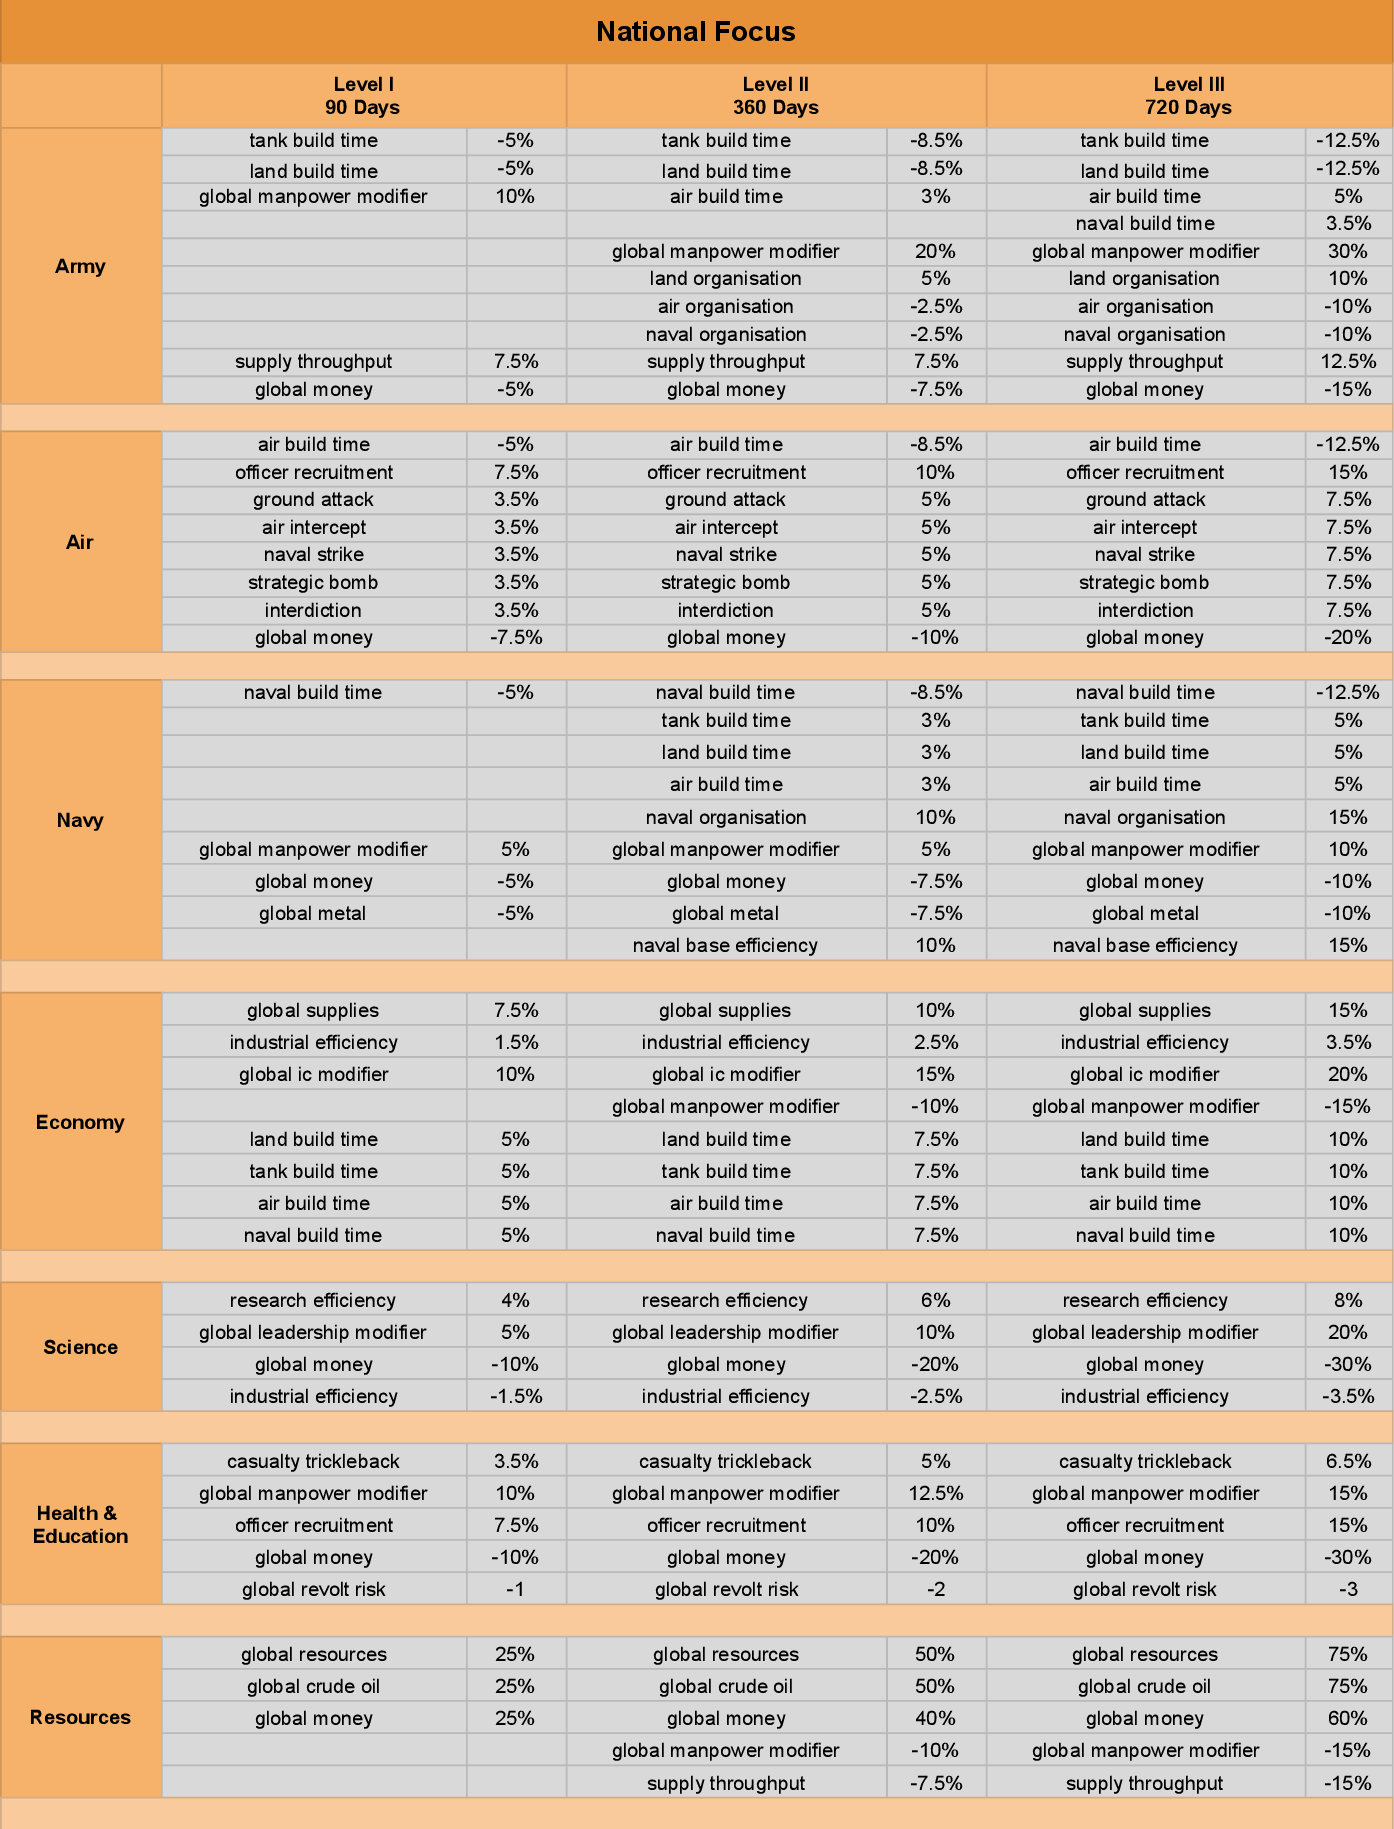 National Focus
Level I Level II Level III
90 Days 360 Days 720 Days
tank build time -5% tank build time -8.5% tank build time -12.5%
land build time -5% land build time -8.5% land build time -12.5%
global manpower modifier 10% air build time 3% air build time 5%
naval build time 3.5%
Army
global manpower modifier 20% global manpower modifier 30%
land organisation 5% land organisation 10%
air organisation -2.5% air organisation -10%
naval organisation -2.5% naval organisation -10%
supply throughput 7.5% supply throughput 7.5% supply throughput 12.5%
global money -5% global money -7.5% global money -15%
air build time -5% air build time -8.5% air build time -12.5%
officer recruitment 7.5% officer recruitment 10% officer recruitment 15%
ground attack 3.5% ground attack 5% ground attack 7.5%
air intercept 3.5% air intercept 5% air intercept 7.5%
Air
naval strike 3.5% naval strike 5% naval strike 7.5%
strategic bomb 3.5% strategic bomb 5% strategic bomb 7.5%
interdiction 3.5% interdiction 5% interdiction 7.5%
global money -7.5% global money -10% global money -20%
naval build time -5% naval build time -8.5% naval build time -12.5%
tank build time 3% tank build time 5%
land build time 3% land build time 5%
air build time 3% air build time 5%
Navy naval organisation 10% naval organisation 15%
global manpower modifier 5% global manpower modifier 5% global manpower modifier 10%
global money -5% global money -7.5% global money -10%
global metal -5% global metal -7.5% global metal -10%
naval base efficiency 10% naval base efficiency 15%
global supplies 7.5% global supplies 10% global supplies 15%
industrial efficiency 1.5% industrial efficiency 2.5% industrial efficiency 3.5%
global ic modifier 10% global ic modifier 15% global ic modifier 20%
global manpower modifier -10% global manpower modifier -15%
Economy
land build time 5% land build time 7.5% land build time 10%
tank build time 5% tank build time 7.5% tank build time 10%
air build time 5% air build time 7.5% air build time 10%
naval build time 5% naval build time 7.5% naval build time 10%
research efficiency 4% research efficiency 6% research efficiency 8%
global leadership modifier 5% global leadership modifier 10% global leadership modifier 20%
Science
global money -10% global money -20% global money -30%
industrial efficiency -1.5% industrial efficiency -2.5% industrial efficiency -3.5%
casualty trickleback 3.5% casualty trickleback 5% casualty trickleback 6.5%
global manpower modifier 10% global manpower modifier 12.5% global manpower modifier 15%
Health &
Education
officer recruitment 7.5% officer recruitment 10% officer recruitment 15%
global money -10% global money -20% global money -30%
global revolt risk -1 global revolt risk -2 global revolt risk -3
global resources 25% global resources 50% global resources 75%
global crude oil 25% global crude oil 50% global crude oil 75%
Resources global money 25% global money 40% global money 60%
global manpower modifier -10% global manpower modifier -15%
supply throughput -7.5% supply throughput -15%